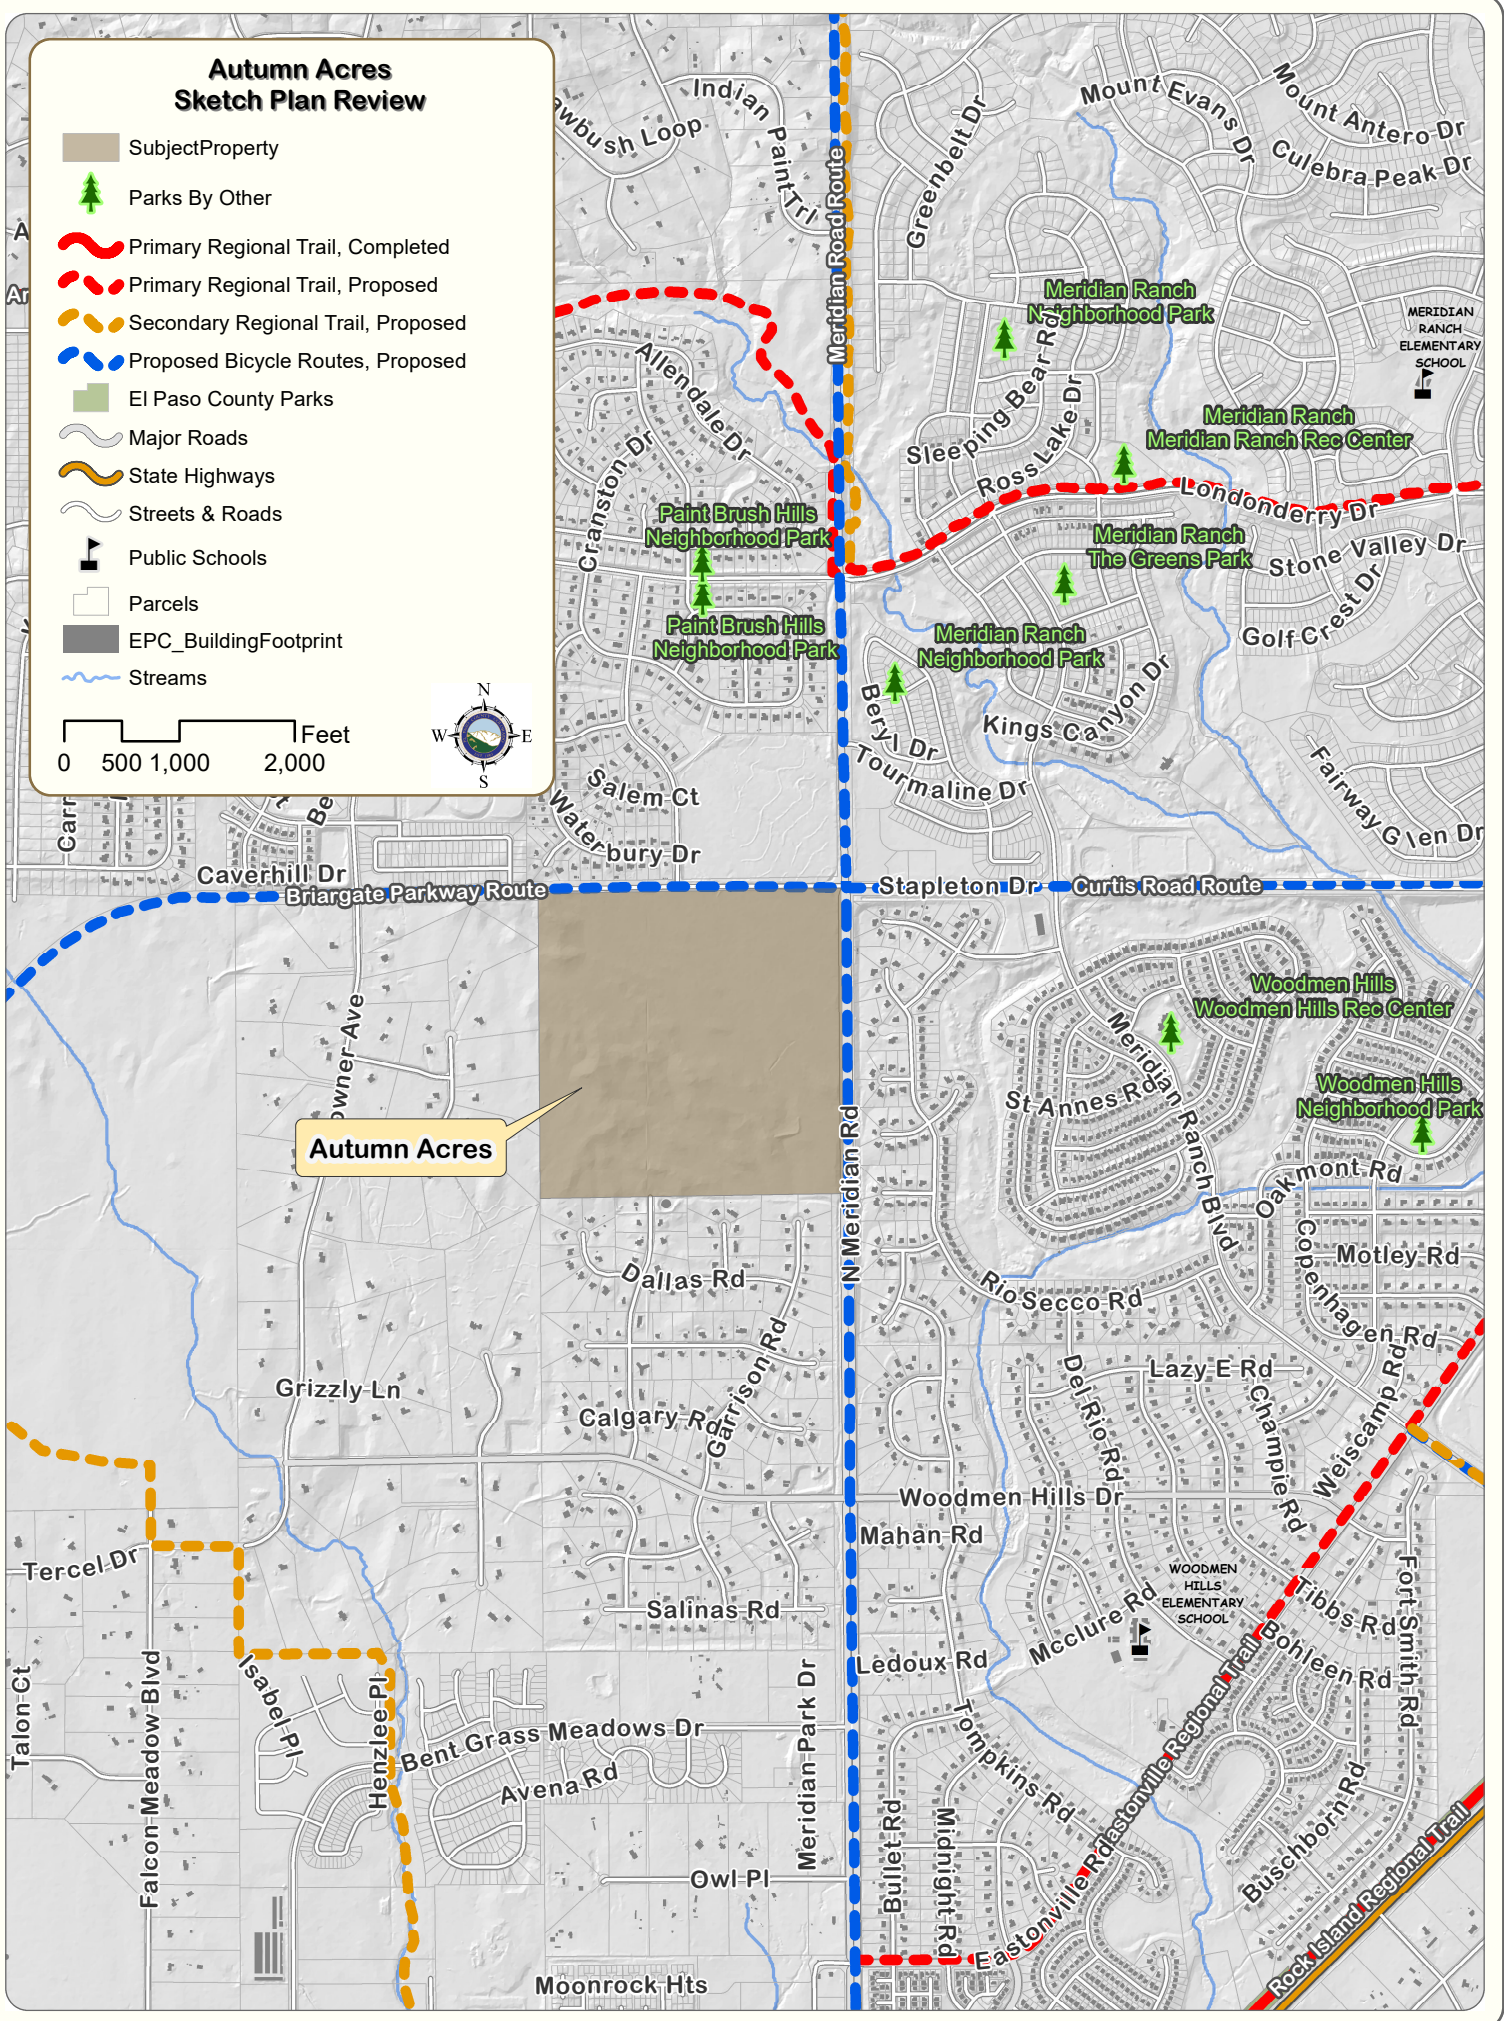 Autumn Acres
Sketch Plan Review
SubjectProperty
Parks By Other
Primary Regional Trail, Completed
Primary Regional Trail, Proposed
Secondary Regional Trail, Proposed
Proposed Bicycle Routes, Proposed
El Paso County Parks
Major Roads
State Highways
Streets & Roads
Public Schools
Parcels
EPC_BuildingFootprint
Streams
Feet
0 500 1,000 2,000
N
W E
S
awbush Loop
Indian Paint Trl
Meridian Road Route
Greenbelt Dr
Mount Evans Dr
Mount Antero Dr
Culebra Peak Dr
Meridian Ranch
Neighborhood Park
MERIDIAN
RANCH
ELEMENTARY
SCHOOL
Allendale Dr
Cranston Dr
Sleeping Bear Rd
Ross Lake Dr
Meridian Ranch
Meridian Ranch Rec Center
Londonderry Dr
Paint Brush Hills
Neighborhood Park
Meridian Ranch
The Greens Park
Stone Valley Dr
Golf Crest Dr
Paint Brush Hills
Neighborhood Park
Meridian Ranch
Neighborhood Park
Beryl Dr
Kings Canyon Dr
Tourmaline Dr
Fairway Glen Dr
Salem Ct
Waterbury Dr
Carr
Be
Caverhill Dr
Briargate Parkway Route
Stapleton Dr
Curtis Road Route
Woodmen Hills
Woodmen Hills Rec Center
Meridian Ranch Blvd
St Annes Rd
Woodmen Hills
Neighborhood Park
owner Ave
Autumn Acres
N Meridian Rd
Oakmont Rd
Copenhagen Rd
Motley Rd
Dallas Rd
Rio Secco Rd
Garrison Rd
Grizzly Ln
Calgary Rd
Del Rio Rd
Lazy E Rd
Champie Rd
Weiscamp Rd
Woodmen Hills Dr
Mahan Rd
Tercel Dr
WOODMEN
HILLS
ELEMENTARY
SCHOOL
Tibbs Rd
Fort Smith Rd
Salinas Rd
Mcclure Rd
Bohleen Rd
Ledoux Rd
Talon Ct
Falcon Meadow Blvd
Isabel Pl
Henzlee Pl
Bent Grass Meadows Dr
Avena Rd
Meridian Park Dr
Tompkins Rd
Eastonville Regional Trail
Bullet Rd
Midnight Rd
Buschborn Rd
Owl Pl
Eastonville Rd
Rock Island Regional Trail
Moonrock Hts